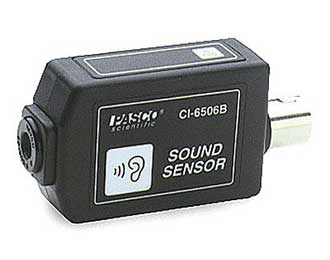 PASCO CI-6506B
scientific
SOUND
SENSOR